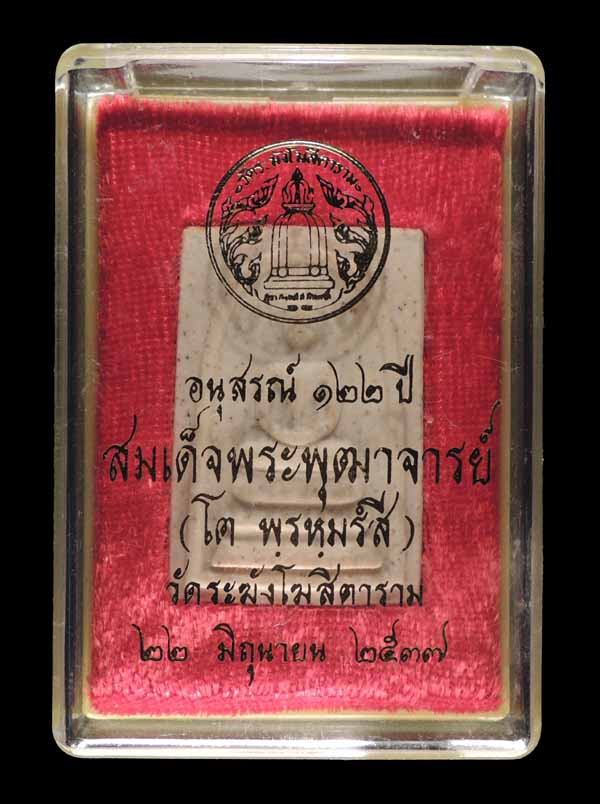 อนุสรณ์ ๑๒๒ ปี
สมเด็จพระพุฒาจารย์
(โต พฺรหฺมรํสี)
วัดระฆังโฆสิตาราม
๒๒ มิถุนายน ๒๕๓๗